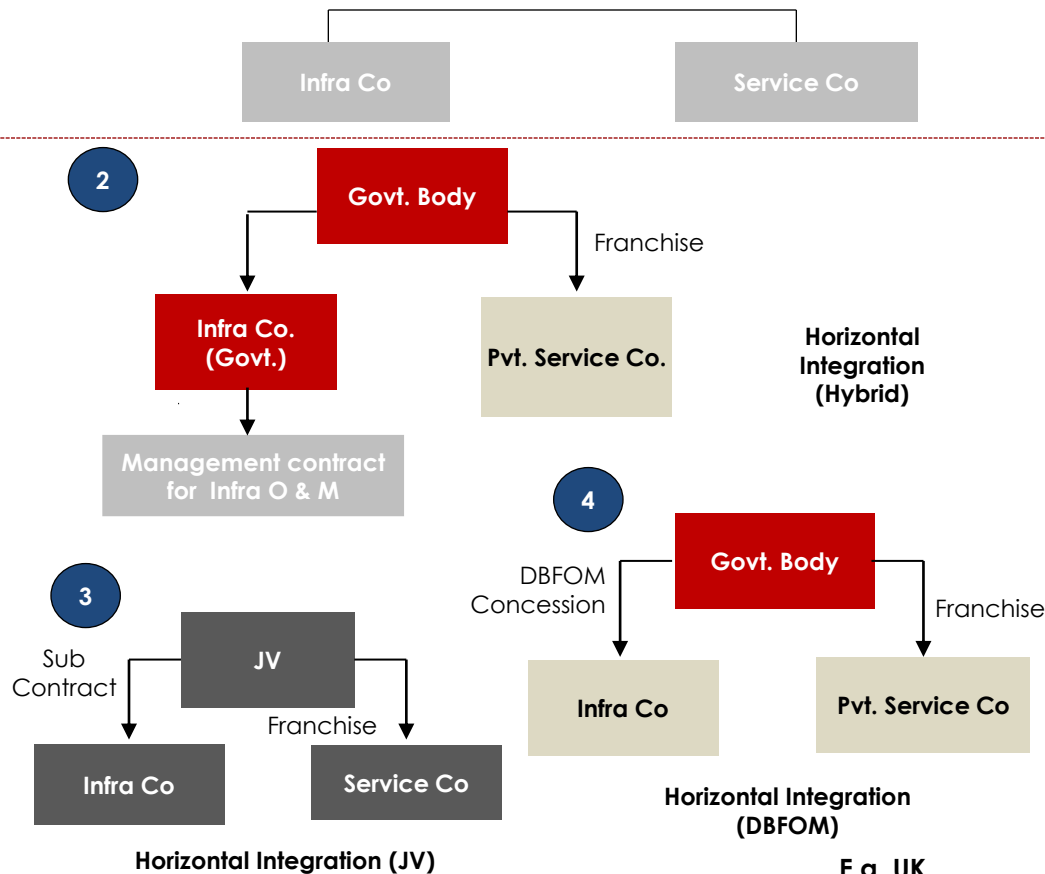 Infra Co
Service Co
2
Govt. Body
Franchise
Infra Co.
(Govt.)
Pvt. Service Co.
Horizontal
Integration
(Hybrid)
Management contract
for Infra O & M
4
Govt. Body
DBFOM
Concession
Franchise
3
Sub
Contract
JV
Franchise
Infra Co
Pvt. Service Co
Infra Co
Service Co
Horizontal Integration
(DBFOM)
Horizontal Integration (JV)
E.g. UK